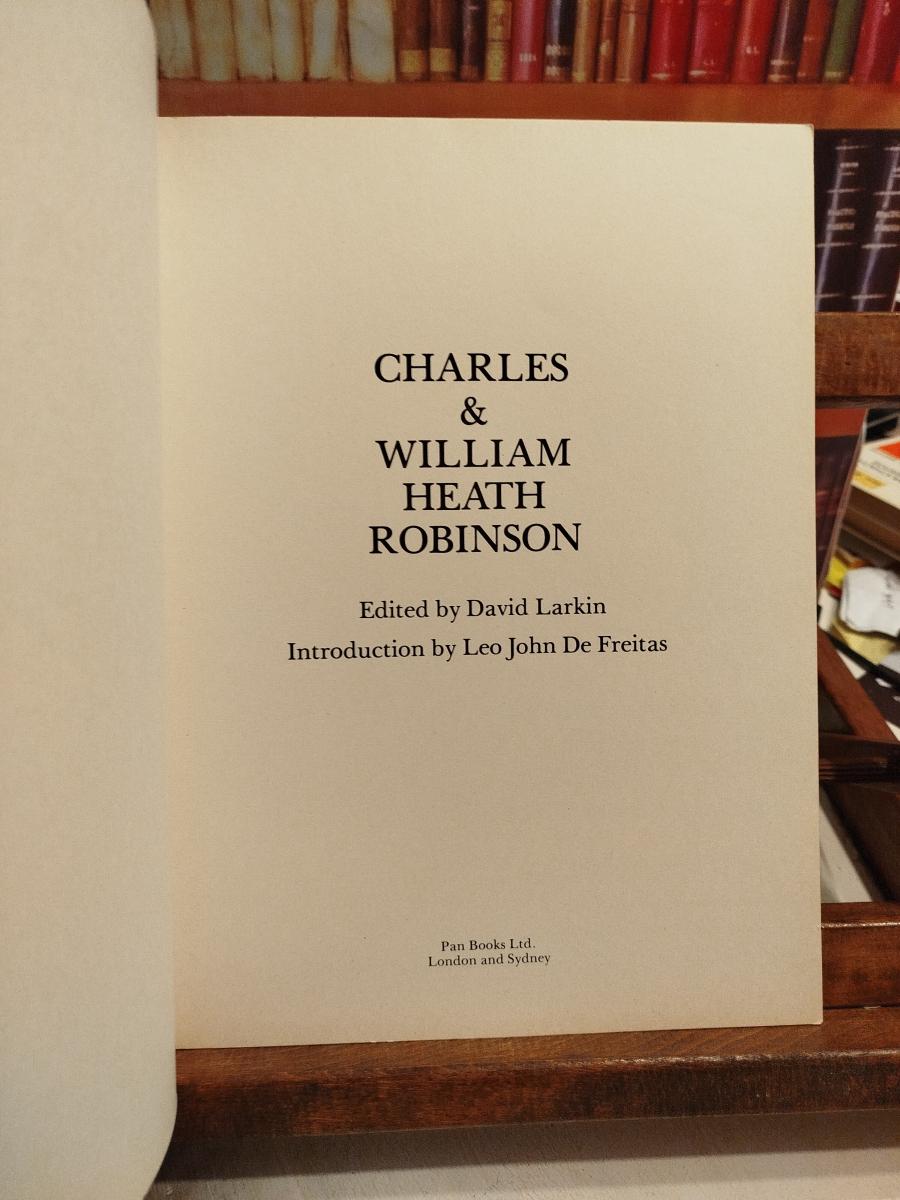 CHARLES
&
WILLIAM
HEATH
ROBINSON
Edited by David Larkin
Introduction by Leo John De Freitas
Pan Books Ltd.
London and Sydney